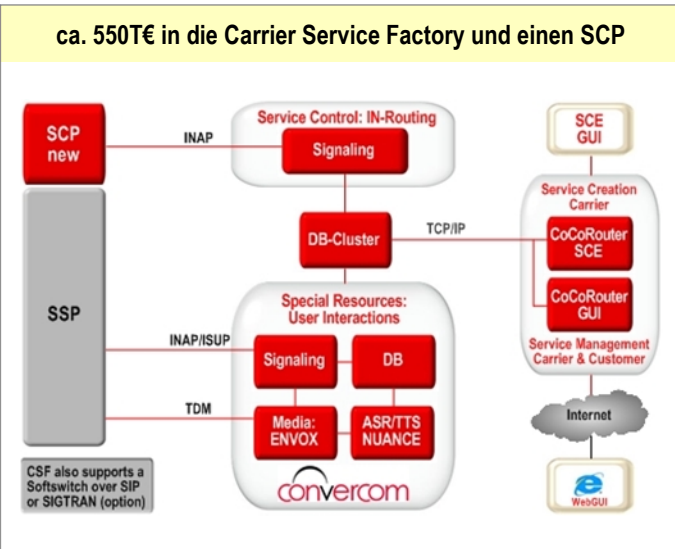 ca. 550T€ in die Carrier Service Factory und einen SCP
SCP
new
INAP
Service Control: IN-Routing
Signaling
SCE
GUI
Service Creation
Carrier
DB-Cluster
TCP/IP
CoCoRouter
SCE
CoCoRouter
GUI
Service Management
Carrier & Customer
SSP
Special Resources:
User Interactions
INAP/ISUP
Signaling
DB
TDM
Media:
ENVOX
ASR/TTS
NUANCE
convercom
Internet
WebGUI
CSF also supports a
Softswitch over SIP
or SIGTRAN (option)